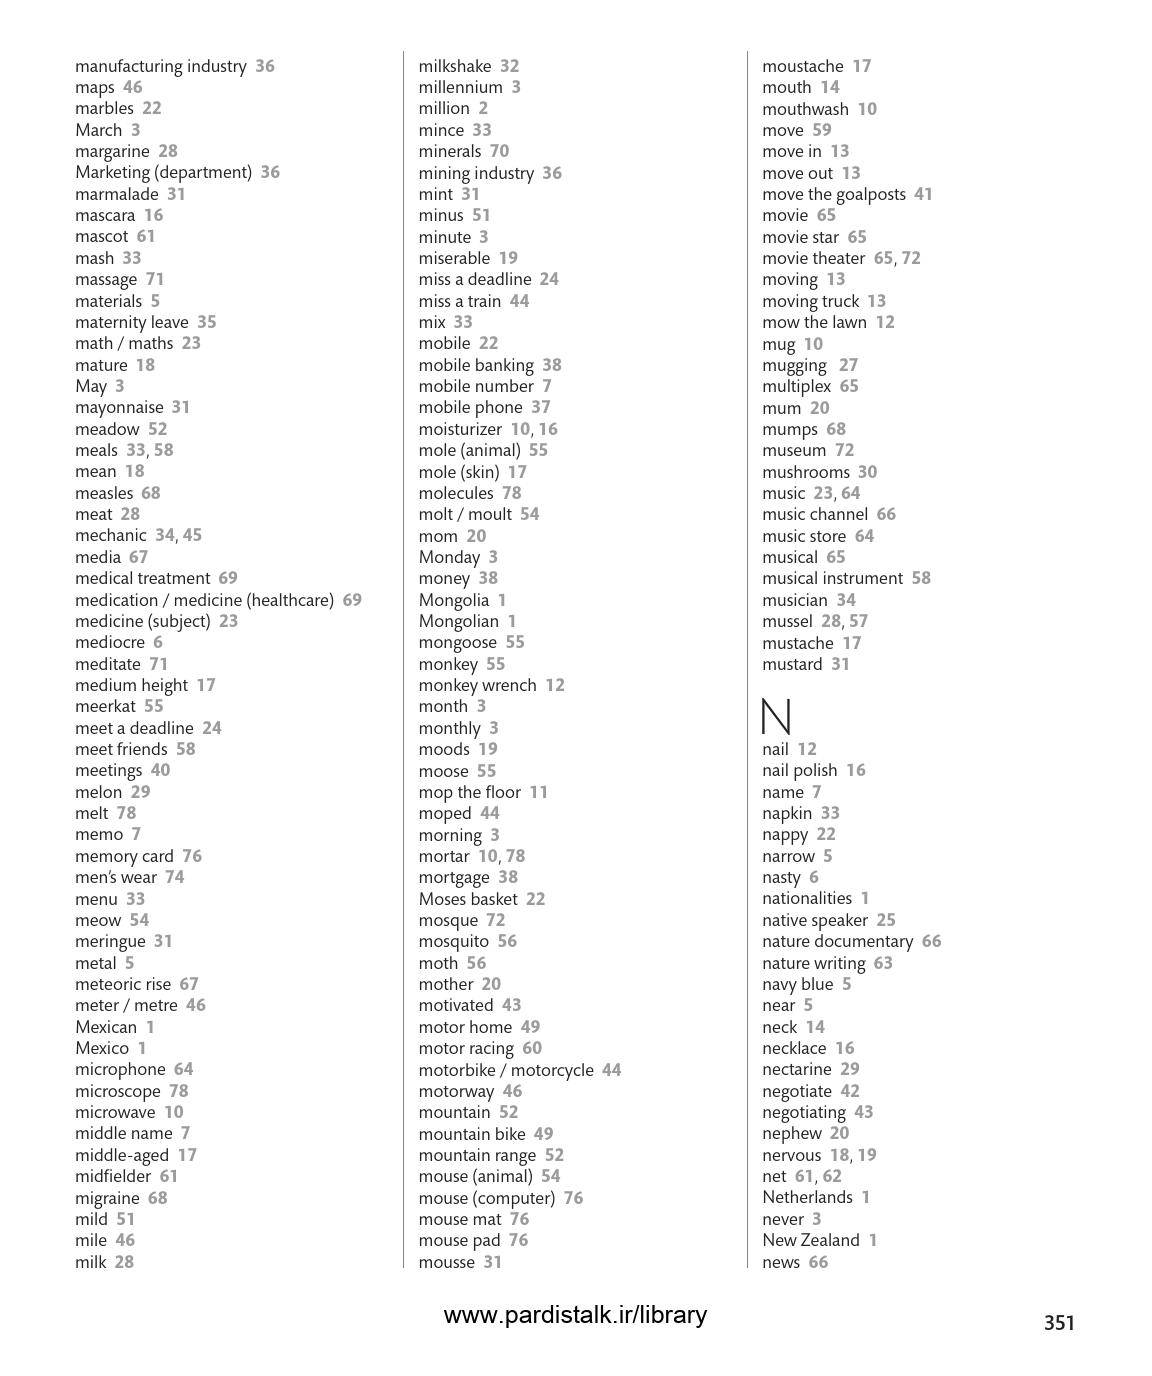 manufacturing industry 36
maps 46
marbles 22
March 3
margarine 28
Marketing (department) 36
marmalade 31
mascara 16
mascot 61
mash 33
massage 71
materials 5
maternity leave 35
math / maths 23
mature 18
May 3
mayonnaise 31
meadow 52
meals 33, 58
mean 18
measles 68
meat 28
mechanic 34, 45
media 67
medical treatment 69
medication / medicine (healthcare) 69
medicine (subject) 23
mediocre 6
meditate 71
medium height 17
meerkat 55
meet a deadline 24
meet friends 58
meetings 40
melon 29
melt 78
memo 7
memory card 76
men’s wear 74
menu 33
meow 54
meringue 31
metal 5
meteoric rise 67
meter / metre 46
Mexican 1
Mexico 1
microphone 64
microscope 78
microwave 10
middle name 7
middle-aged 17
midfielder 61
migraine 68
mild 51
mile 46
milk 28
milkshake 32
millennium 3
million 2
mince 33
minerals 70
mining industry 36
mint 31
minus 51
minute 3
miserable 19
miss a deadline 24
miss a train 44
mix 33
mobile 22
mobile banking 38
mobile number 7
mobile phone 37
moisturizer 10, 16
mole (animal) 55
mole (skin) 17
molecules 78
molt / moult 54
mom 20
Monday 3
money 38
Mongolia 1
Mongolian 1
mongoose 55
monkey 55
monkey wrench 12
month 3
monthly 3
moods 19
moose 55
mop the floor 11
moped 44
morning 3
mortar 10, 78
mortgage 38
Moses basket 22
mosque 72
mosquito 56
moth 56
mother 20
motivated 43
motor home 49
motor racing 60
motorbike / motorcycle 44
motorway 46
mountain 52
mountain bike 49
mountain range 52
mouse (animal) 54
mouse (computer) 76
mouse mat 76
mouse pad 76
mousse 31
moustache 17
mouth 14
mouthwash 10
move 59
move in 13
move out 13
move the goalposts 41
movie 65
movie star 65
movie theater 65, 72
moving 13
moving truck 13
mow the lawn 12
mug 10
mugging 27
multiplex 65
mum 20
mumps 68
museum 72
mushrooms 30
music 23, 64
music channel 66
music store 64
musical 65
musical instrument 58
musician 34
mussel 28, 57
mustache 17
mustard 31
N
nail 12
nail polish 16
name 7
napkin 33
nappy 22
narrow 5
nasty 6
nationalities 1
native speaker 25
nature documentary 66
nature writing 63
navy blue 5
near 5
neck 14
necklace 16
nectarine 29
negotiate 42
negotiating 43
nephew 20
nervous 18, 19
net 61, 62
Netherlands 1
never 3
New Zealand 1
news 66
www.pardistalk.ir/library
351